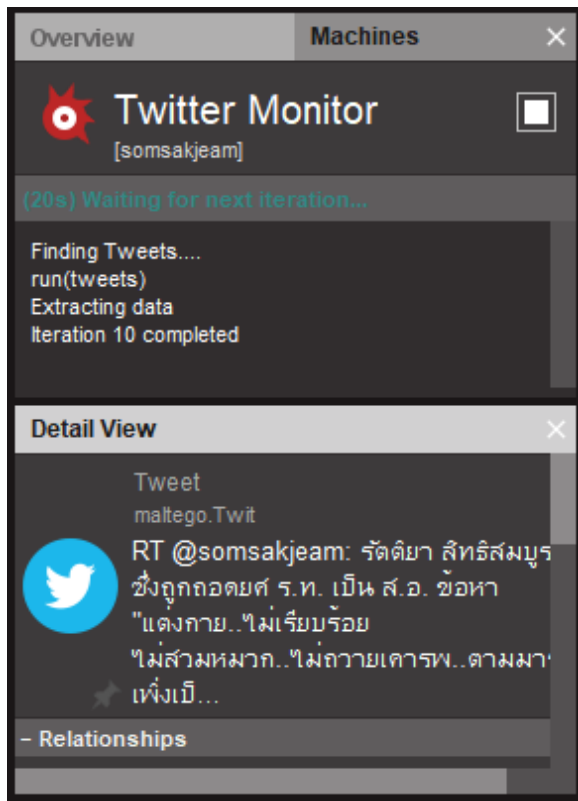 Overview
Machines
Twitter Monitor
[somsakjeam]
(20s) Waiting for next iteration...
Finding Tweets....
run(tweets)
Extracting data
Iteration 10 completed
Detail View
Tweet
maltego.Twit
RT @somsakjeam: รัตติยา สิทธิสมบูร
ซึ่งถูกถอดยศ ร.ท. เป็น ส.อ. ข้อหา
"แต่งกาย..ไม่เรียบร้อย
ไม่สวมหมวก..ไม่ถวายเคารพ..ตามมา
เพิ่งเป็...
– Relationships